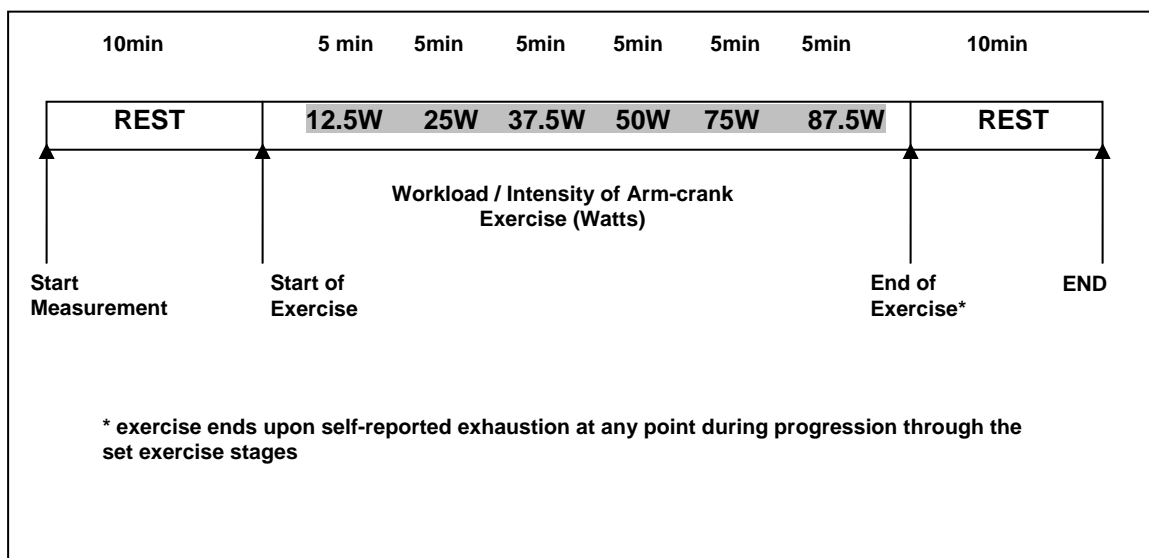 10min 5 min 5min 5min 5min 5min 5min 10min
REST 12.5W 25W 37.5W 50W 75W 87.5W REST
Workload / Intensity of Arm-crank
Exercise (Watts)
Start
Measurement
Start of
Exercise
End of
Exercise*
END
* exercise ends upon self-reported exhaustion at any point during progression through the
set exercise stages